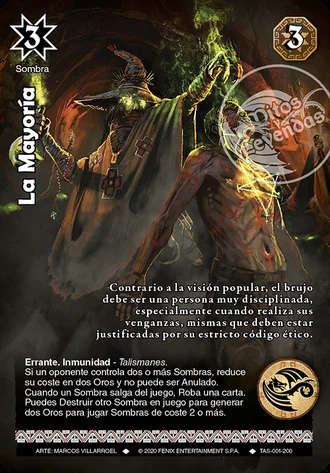 3
3
Sombra
La Mayoría
mitos
leyendas
Contrario a la visión popular, el brujo
debe ser una persona muy disciplinada,
especialmente cuando realiza sus
venganzas, mismas que deben estar
justificadas por su estricto código ético.
Errante. Inmunidad - Talismanes.
Si un oponente controla dos o más Sombras, reduce
su coste en dos Oros y no puede ser Anulado.
Cuando un Sombra salga del juego, Roba una carta.
Puedes Destruir otro Sombra en juego para generar
dos Oros para jugar Sombras de coste 2 o más.
ARTE: MARCOS VILLARROEL © 2020 FENIX ENTERTAINMENT S.P.A. TAS-001-200